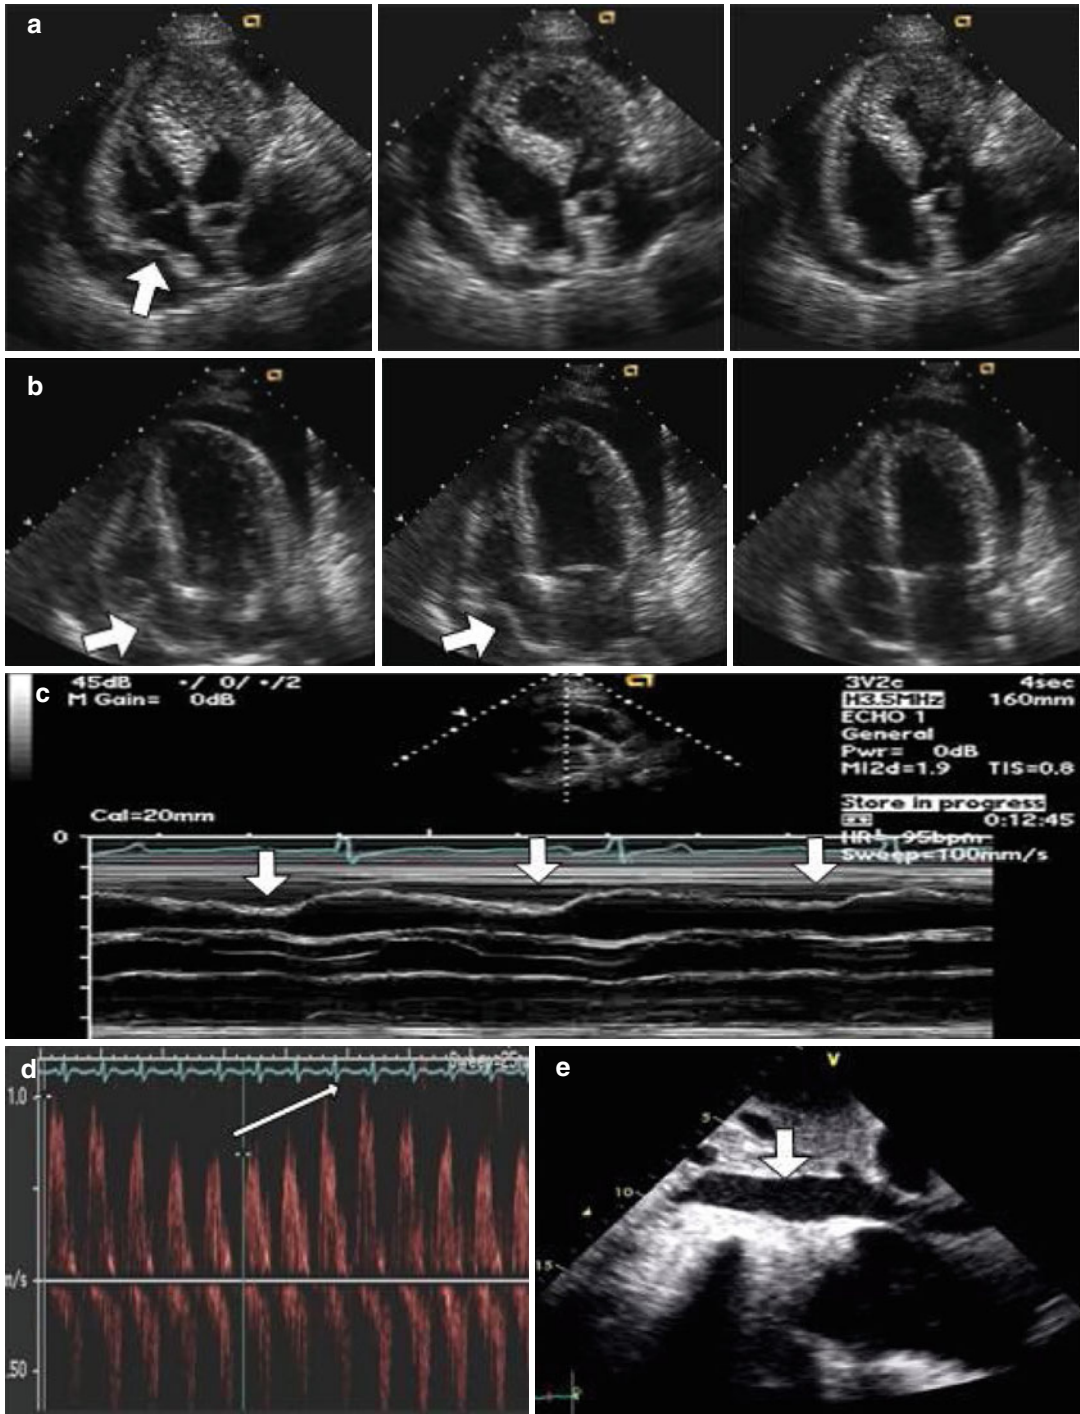 a
b
c
45dB •/ 0/ •/2
M Gain= 0dB
3V2c 4sec
H3.5MHz 160mm
ECHO 1
General
Pwr= 0dB
MI2d=1.9 TIS=0.8
Store in progress
0:12:45
HR= 95bpm
Sweep=100mm/s
Cal=20mm
0
d
1.0
.50
e
V
5
10
15